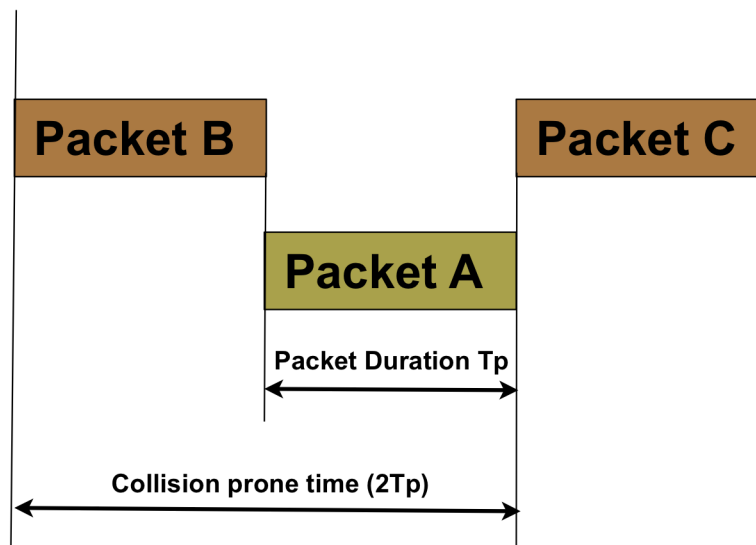 Packet B
Packet C
Packet A
Packet Duration Tp
Collision prone time (2Tp)